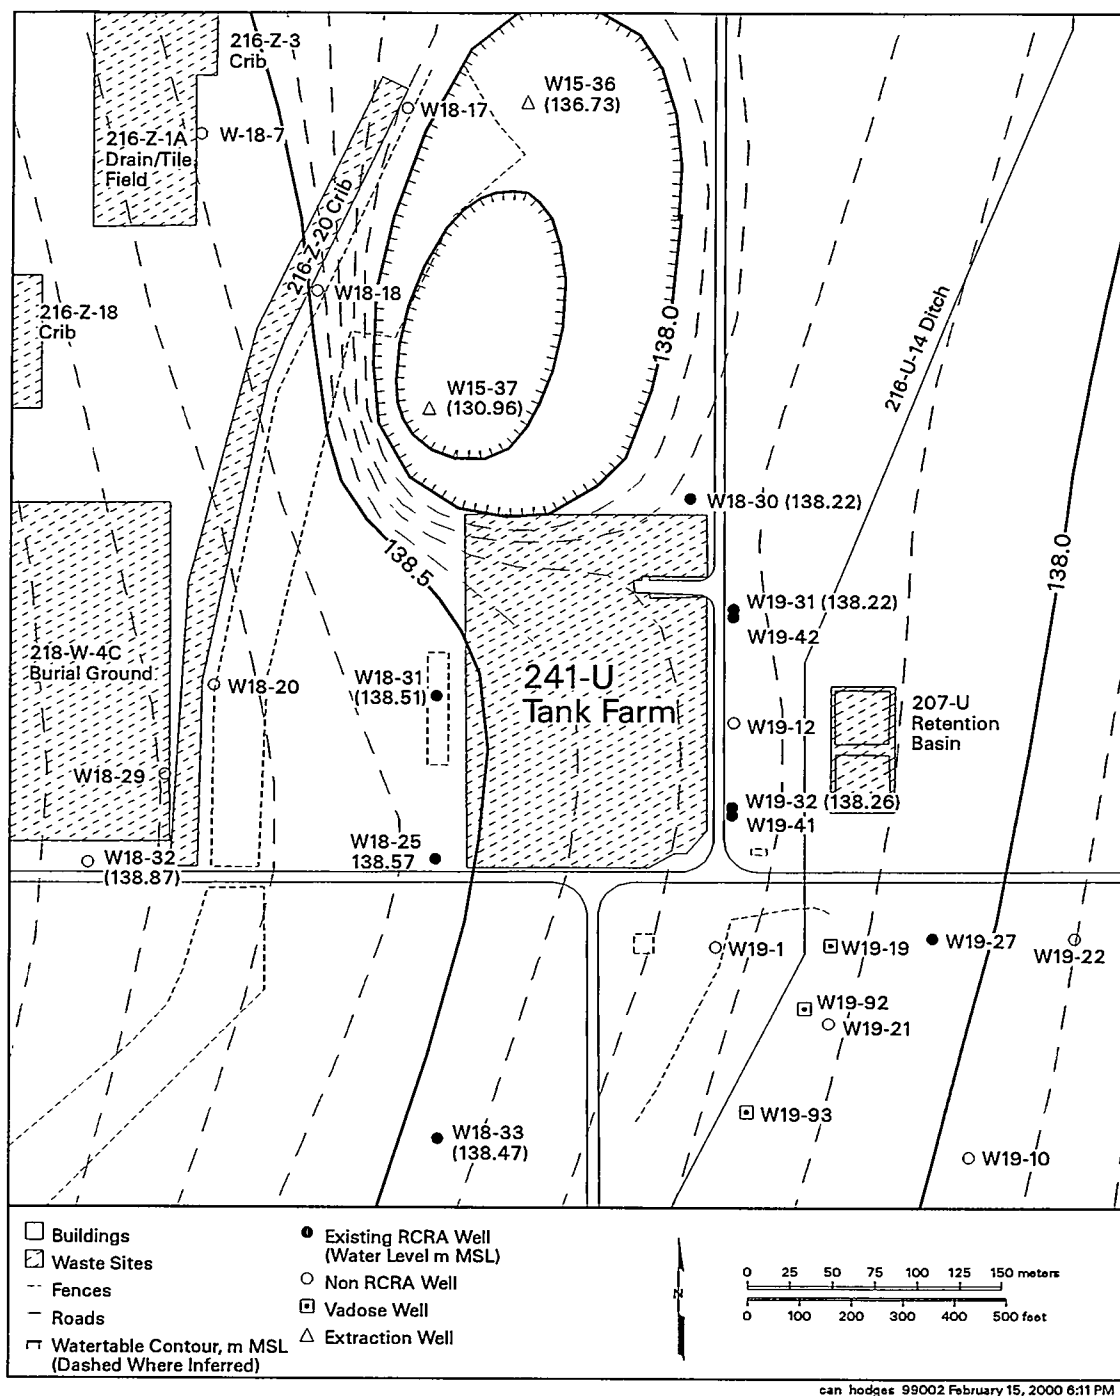 216-Z-3
Crib
W15-36
(136.73)
W18-17
216-Z-1A
Drain/Tile
Field
W-18-7
216-Z-20 Crib
W18-18
216-Z-18
Crib
138.0
216-U-14 Ditch
W15-37
(130.96)
W18-30 (138.22)
138.5
138.0
W19-31 (138.22)
W19-42
218-W-4C
Burial Ground
W18-20
W18-31
(138.51)
241-U
Tank Farm
W19-12
207-U
Retention
Basin
W18-29
W19-32 (138.26)
W19-41
W18-25
138.57
W18-32
(138.87)
W19-1
W19-19
W19-27
W19-22
W19-92
W19-21
W19-93
W18-33
(138.47)
W19-10
Buildings
Waste Sites
Fences
Roads
Watertable Contour, m MSL
(Dashed Where Inferred)
Existing RCRA Well
(Water Level m MSL)
Non RCRA Well
Vadose Well
Extraction Well
N
0 25 50 75 100 125 150 meters
0 100 200 300 400 500 feet
can_hodges_99002 February 15, 2000 6:11 PM